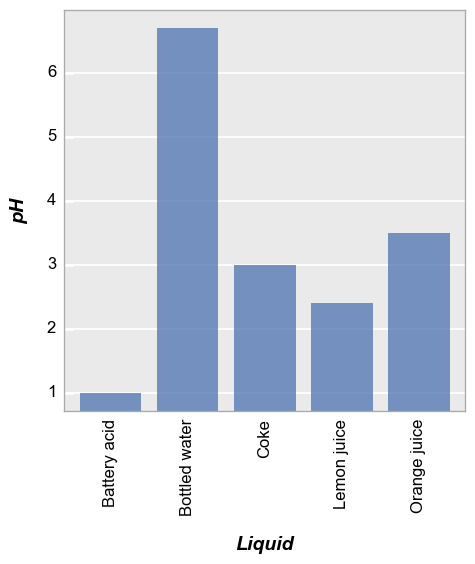 pH
6
5
4
3
2
1
Battery acid
Bottled water
Coke
Lemon juice
Orange juice
Liquid